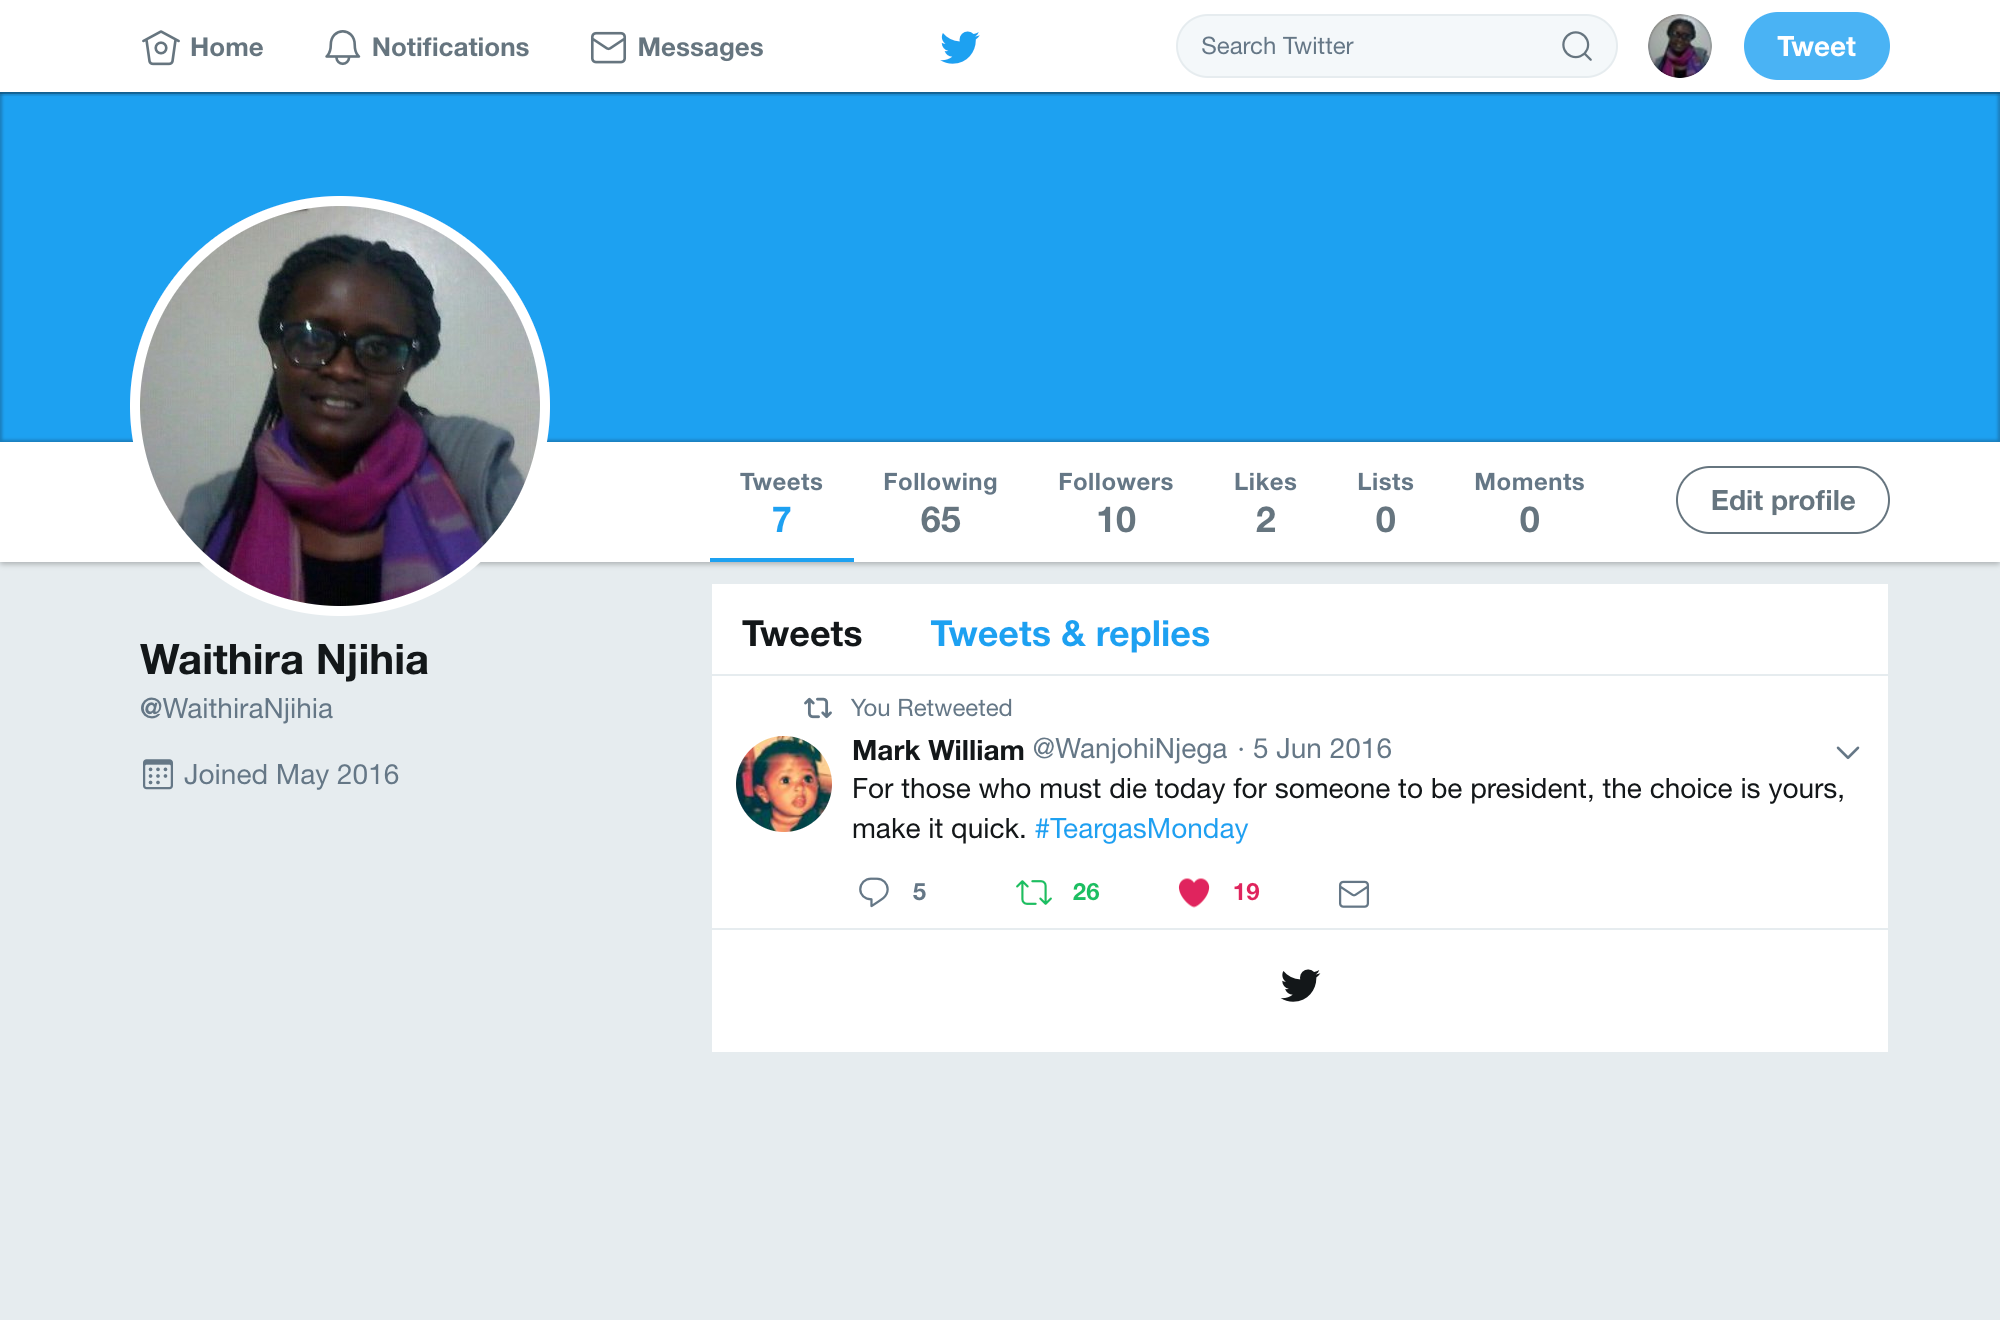 Home
Notifications
Messages
Search Twitter
Tweet
Tweets
7
Following
65
Followers
10
Likes
2
Lists
0
Moments
0
Edit profile
Waithira Njihia
@WaithiraNjihia
Joined May 2016
Tweets
Tweets & replies
You Retweeted
Mark William @WanjohiNjega · 5 Jun 2016
For those who must die today for someone to be president, the choice is yours,
make it quick. #TeargasMonday
5
26
19